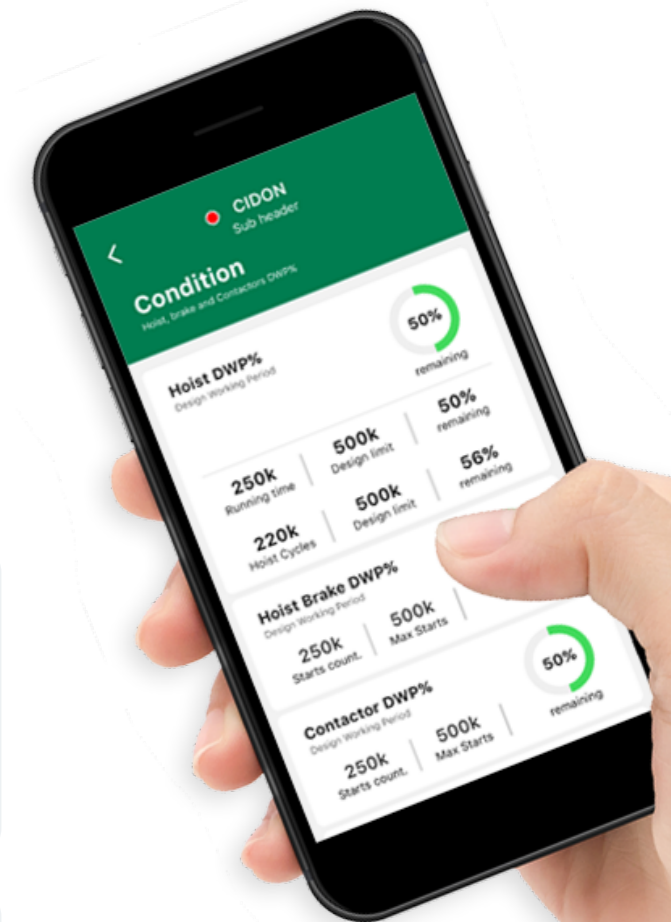 CIDON
Sub header
Condition
Hoist, brake and Contactors DWP%
Hoist DWP%
Design Working Period
50%
remaining
250k
Running time
500k
Design limit
50%
remaining
220k
Hoist Cycles
500k
Design limit
56%
remaining
Hoist Brake DWP%
Design Working Period
250k
Starts count.
500k
Max Starts
Contactor DWP%
Design Working Period
50%
remaining
250k
Starts count.
500k
Max Starts